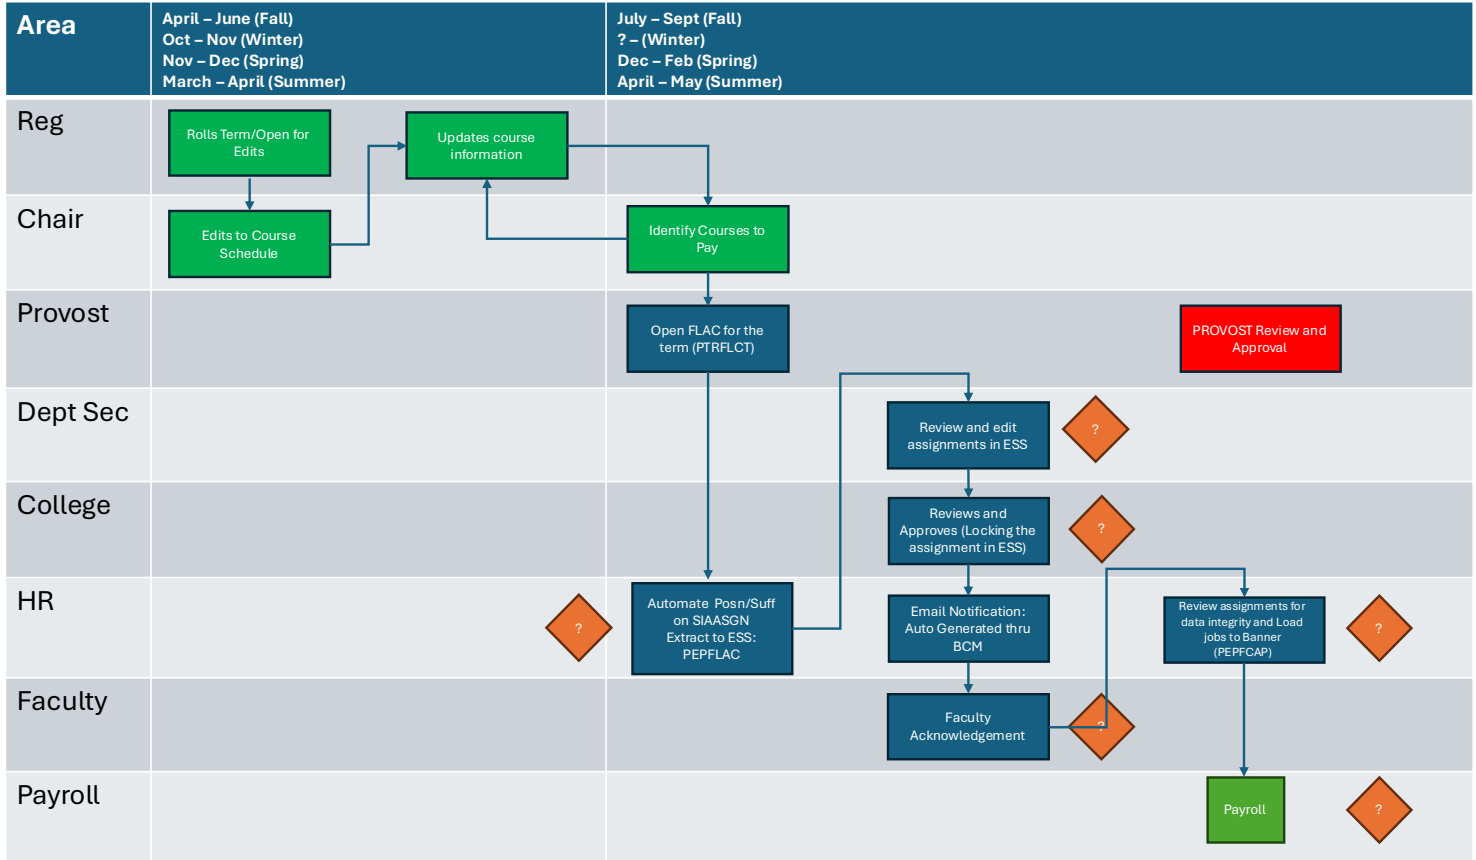 Area
April – June (Fall)
Oct – Nov (Winter)
Nov – Dec (Spring)
March – April (Summer)
July – Sept (Fall)
? – (Winter)
Dec – Feb (Spring)
April – May (Summer)
Reg
Rolls Term/Open for
Edits
Updates course
information
Chair
Edits to Course
Schedule
Identify Courses to
Pay
Provost
Open FLAC for the
term (PTRFLCT)
PROVOST Review and
Approval
Dept Sec
Review and edit
assignments in ESS
?
College
Reviews and
Approves (Locking the
assignment in ESS)
?
HR
?
Automate Posn/Suff
on SIAASGN
Extract to ESS:
PEPFLAC
Email Notification:
Auto Generated thru
BCM
Review assignments for
data integrity and Load
jobs to Banner
(PEPFCAP)
?
Faculty
Faculty
Acknowledgement
?
Payroll
Payroll
?